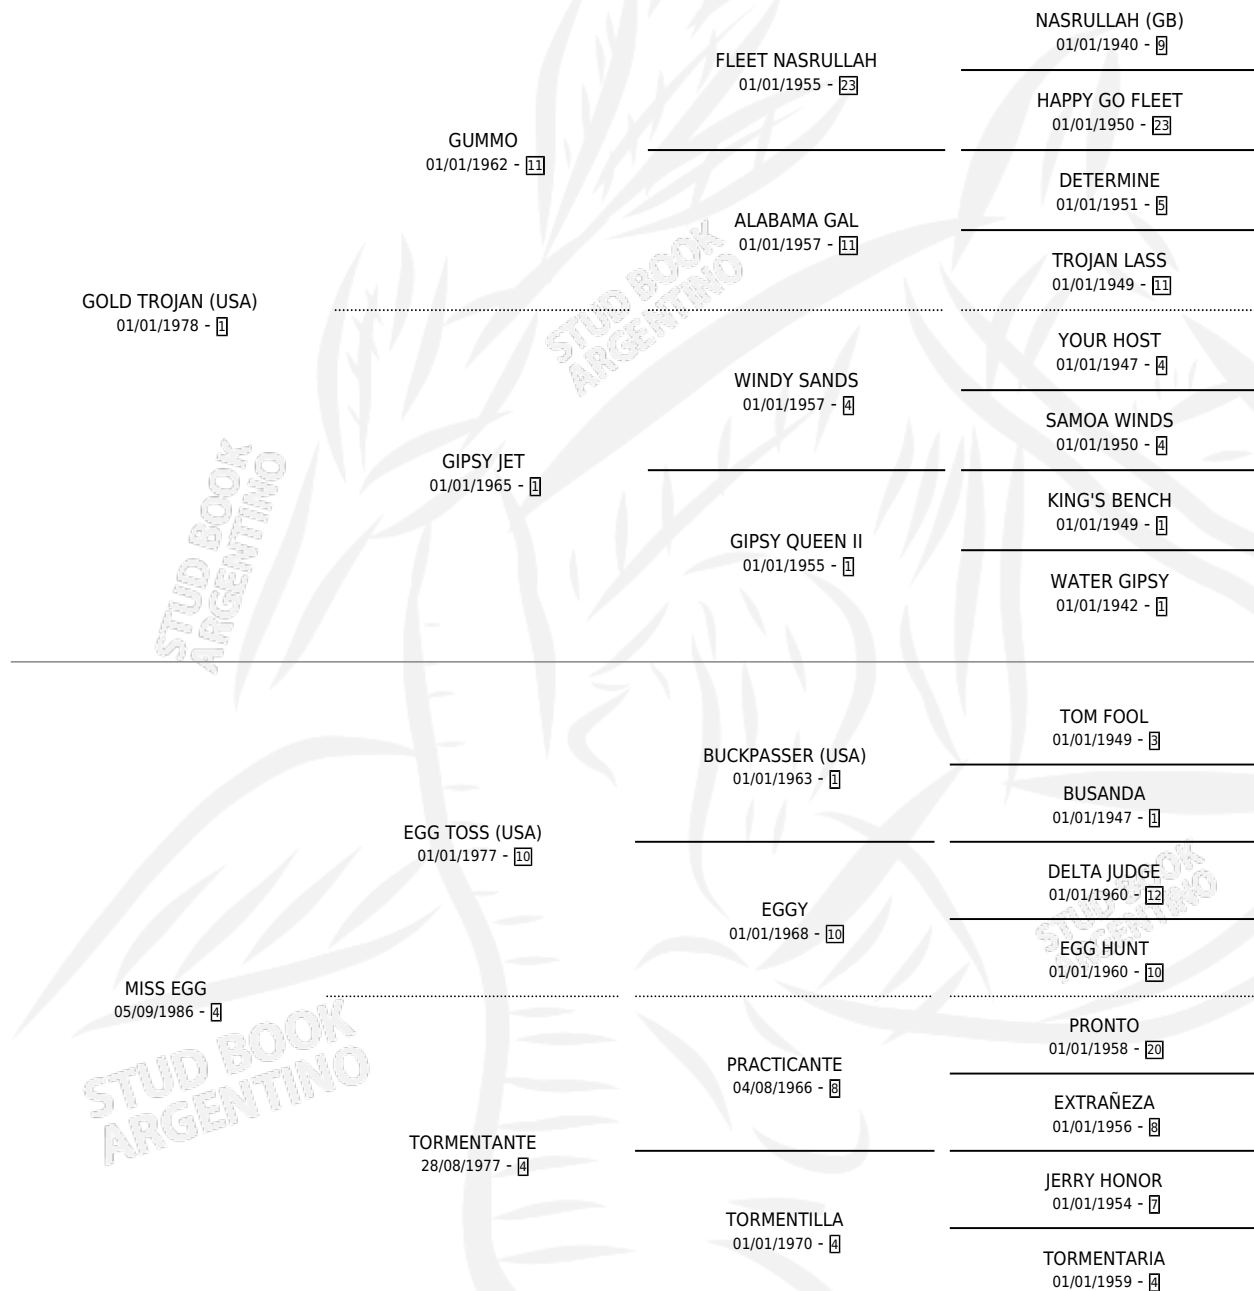 NASRULLAH (GB)
01/01/1940 - 9
FLEET NASRULLAH
01/01/1955 - 23
HAPPY GO FLEET
01/01/1950 - 23
GUMMO
01/01/1962 - 11
DETERMINE
01/01/1951 - 5
ALABAMA GAL
01/01/1957 - 11
TROJAN LASS
01/01/1949 - 11
GOLD TROJAN (USA)
01/01/1978 - 1
YOUR HOST
01/01/1947 - 4
WINDY SANDS
01/01/1957 - 4
SAMOA WINDS
01/01/1950 - 4
GIPSY JET
01/01/1965 - 1
KING'S BENCH
01/01/1949 - 1
GIPSY QUEEN II
01/01/1955 - 1
WATER GIPSY
01/01/1942 - 1
TOM FOOL
01/01/1949 - 3
BUCKPASSER (USA)
01/01/1963 - 1
BUSANDA
01/01/1947 - 1
EGG TOSS (USA)
01/01/1977 - 10
DELTA JUDGE
01/01/1960 - 12
EGGY
01/01/1968 - 10
EGG HUNT
01/01/1960 - 10
MISS EGG
05/09/1986 - 4
PRONTO
01/01/1958 - 20
PRACTICANTE
04/08/1966 - 8
EXTRAÑEZA
01/01/1956 - 8
TORMENTANTE
28/08/1977 - 4
JERRY HONOR
01/01/1954 - 7
TORMENTILLA
01/01/1970 - 4
TORMENTARIA
01/01/1959 - 4
STUD BOOK
ARGENTINO
STUD BOOK
ARGENTINO
STUD BOOK
ARGENTINO
STUD BOOK
ARGENTINO